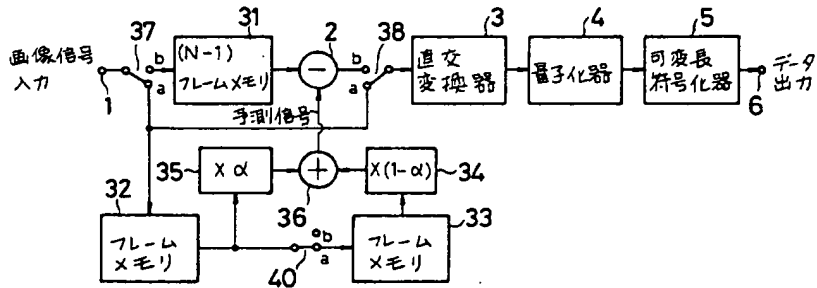 画像信号
入力
1
37
b
a
31
(N-1)
フレームメモリ
2
−
b
a
38
3
直交
変換器
4
量子化器
5
可変長
符号化器
6
データ
出力
予測信号
35
× α
+
36
×(1-α)
34
32
フレーム
メモリ
b
a
40
33
フレーム
メモリ